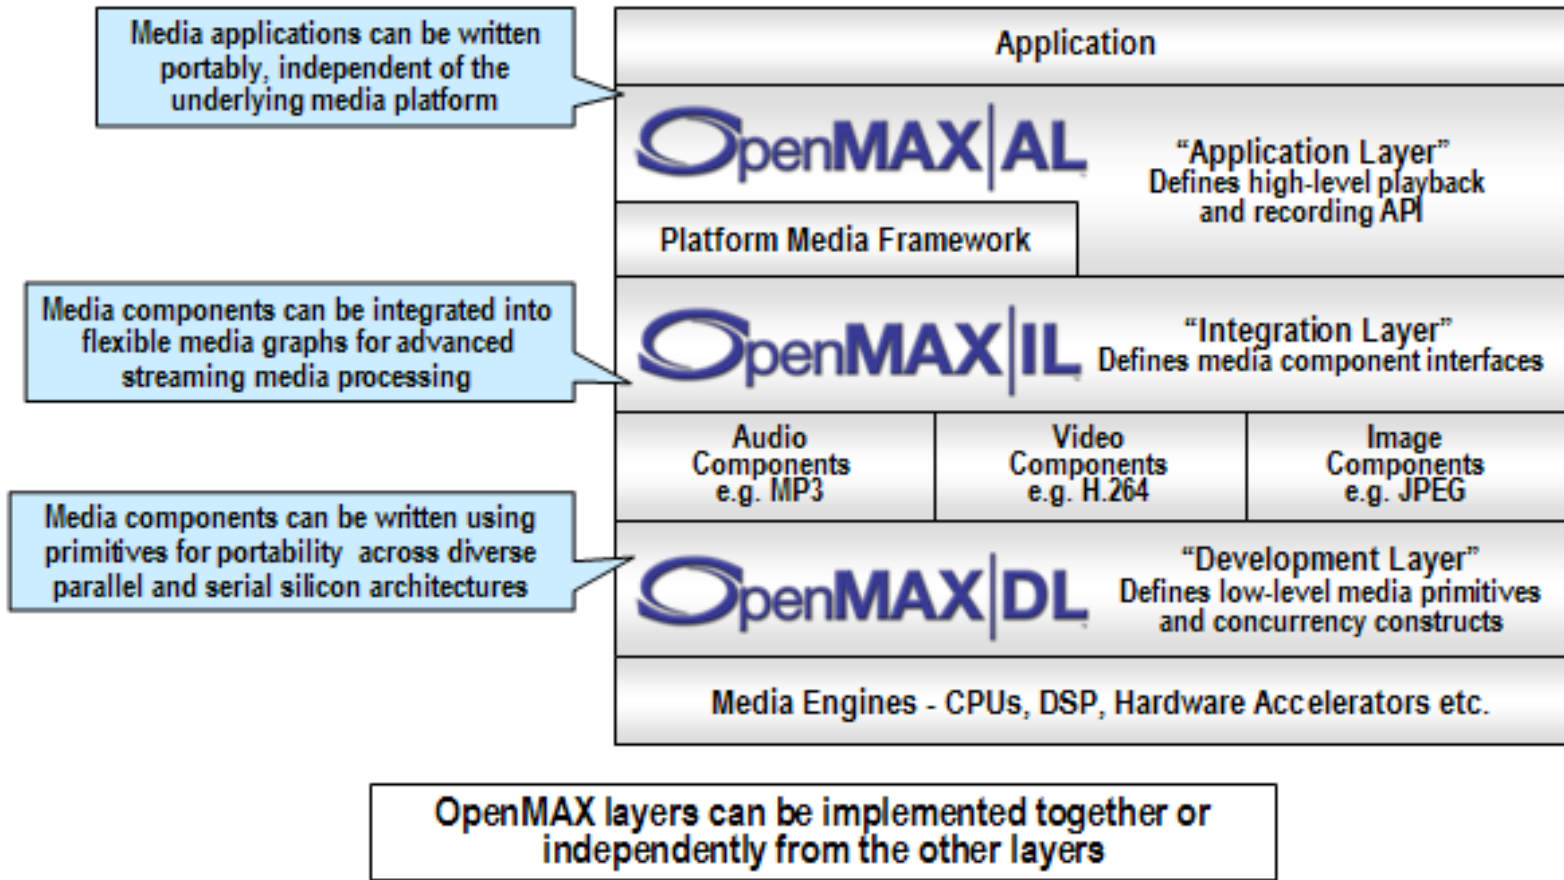 Media applications can be written
portably, independent of the
underlying media platform
Application
OpenMAX|AL
“Application Layer”
Defines high-level playback
and recording API
Platform Media Framework
Media components can be integrated into
flexible media graphs for advanced
streaming media processing
OpenMAX|IL
“Integration Layer”
Defines media component interfaces
Audio
Components
e.g. MP3
Video
Components
e.g. H.264
Image
Components
e.g. JPEG
Media components can be written using
primitives for portability across diverse
parallel and serial silicon architectures
OpenMAX|DL
“Development Layer”
Defines low-level media primitives
and concurrency constructs
Media Engines - CPUs, DSP, Hardware Accelerators etc.
OpenMAX layers can be implemented together or
independently from the other layers